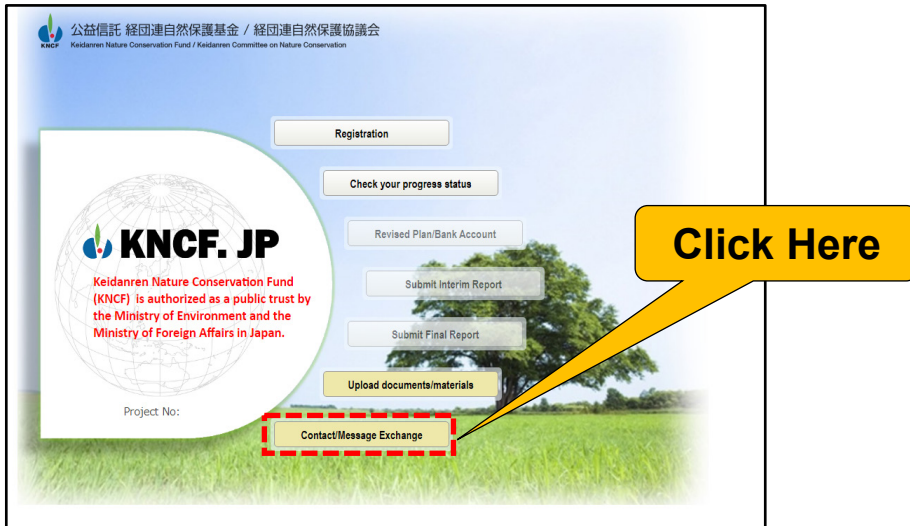 公益信託 経団連自然保護基金 / 経団連自然保護協議会
KNCF Keidanren Nature Conservation Fund / Keidanren Committee on Nature Conservation
Registration
Check your progress status
Revised Plan/Bank Account
Click Here
KNCF. JP
Submit Interim Report
Keidanren Nature Conservation Fund
(KNCF) is authorized as a public trust by
the Ministry of Environment and the
Ministry of Foreign Affairs in Japan.
Submit Final Report
Upload documents/materials
Project No:
Contact/Message Exchange